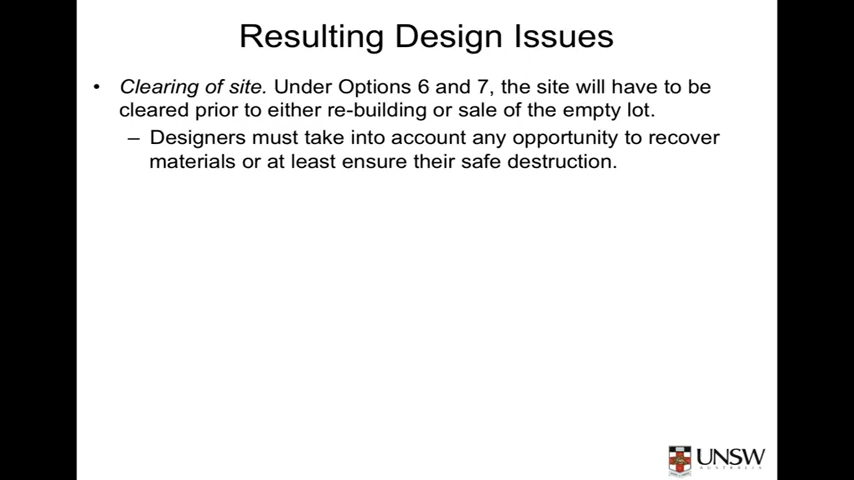 Resulting Design Issues
• Clearing of site. Under Options 6 and 7, the site will have to be
cleared prior to either re-building or sale of the empty lot.
– Designers must take into account any opportunity to recover
materials or at least ensure their safe destruction.
UNSW
AUSTRALIA